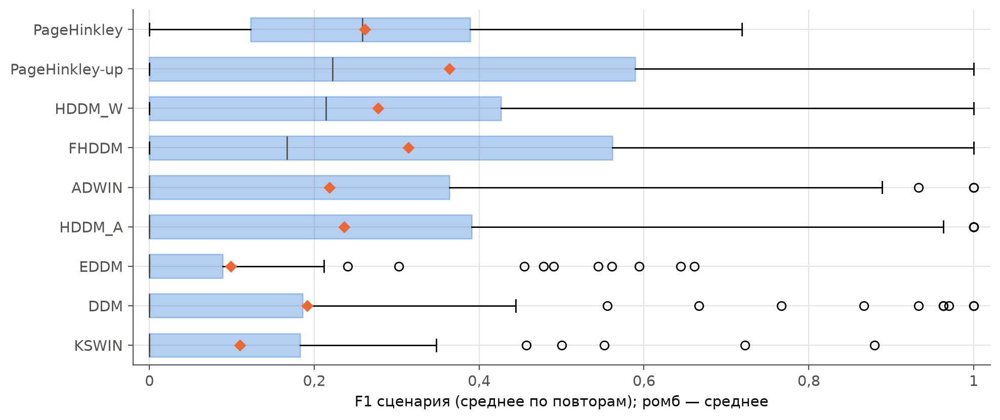 PageHinkley
PageHinkley-up
HDDM_W
FHDDM
ADWIN
HDDM_A
EDDM
DDM
KSWIN
0 0,2 0,4 0,6 0,8 1
F1 сценария (среднее по повторам); ромб — среднее